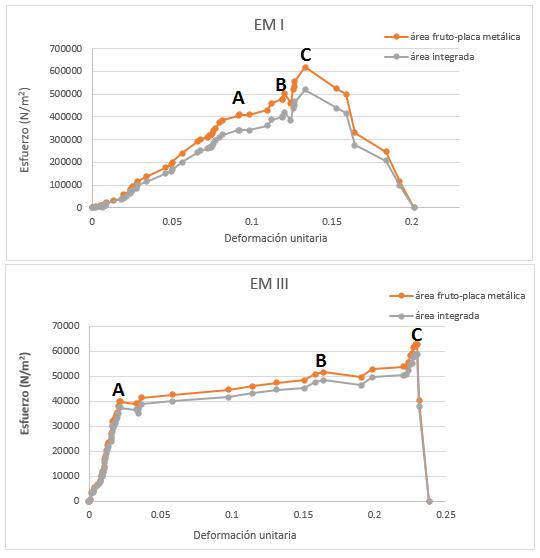 EM I
área fruto-placa metálica
área integrada
Esfuerzo (N/m²)
700000
600000
500000
400000
300000
200000
100000
0
A
B
C
0
0.05
0.1
0.15
0.2
Deformación unitaria
EM III
área fruto-placa metálica
área integrada
Esfuerzo (N/m²)
70000
60000
50000
40000
30000
20000
10000
0
A
B
C
0
0.05
0.1
0.15
0.2
0.25
Deformación unitaria